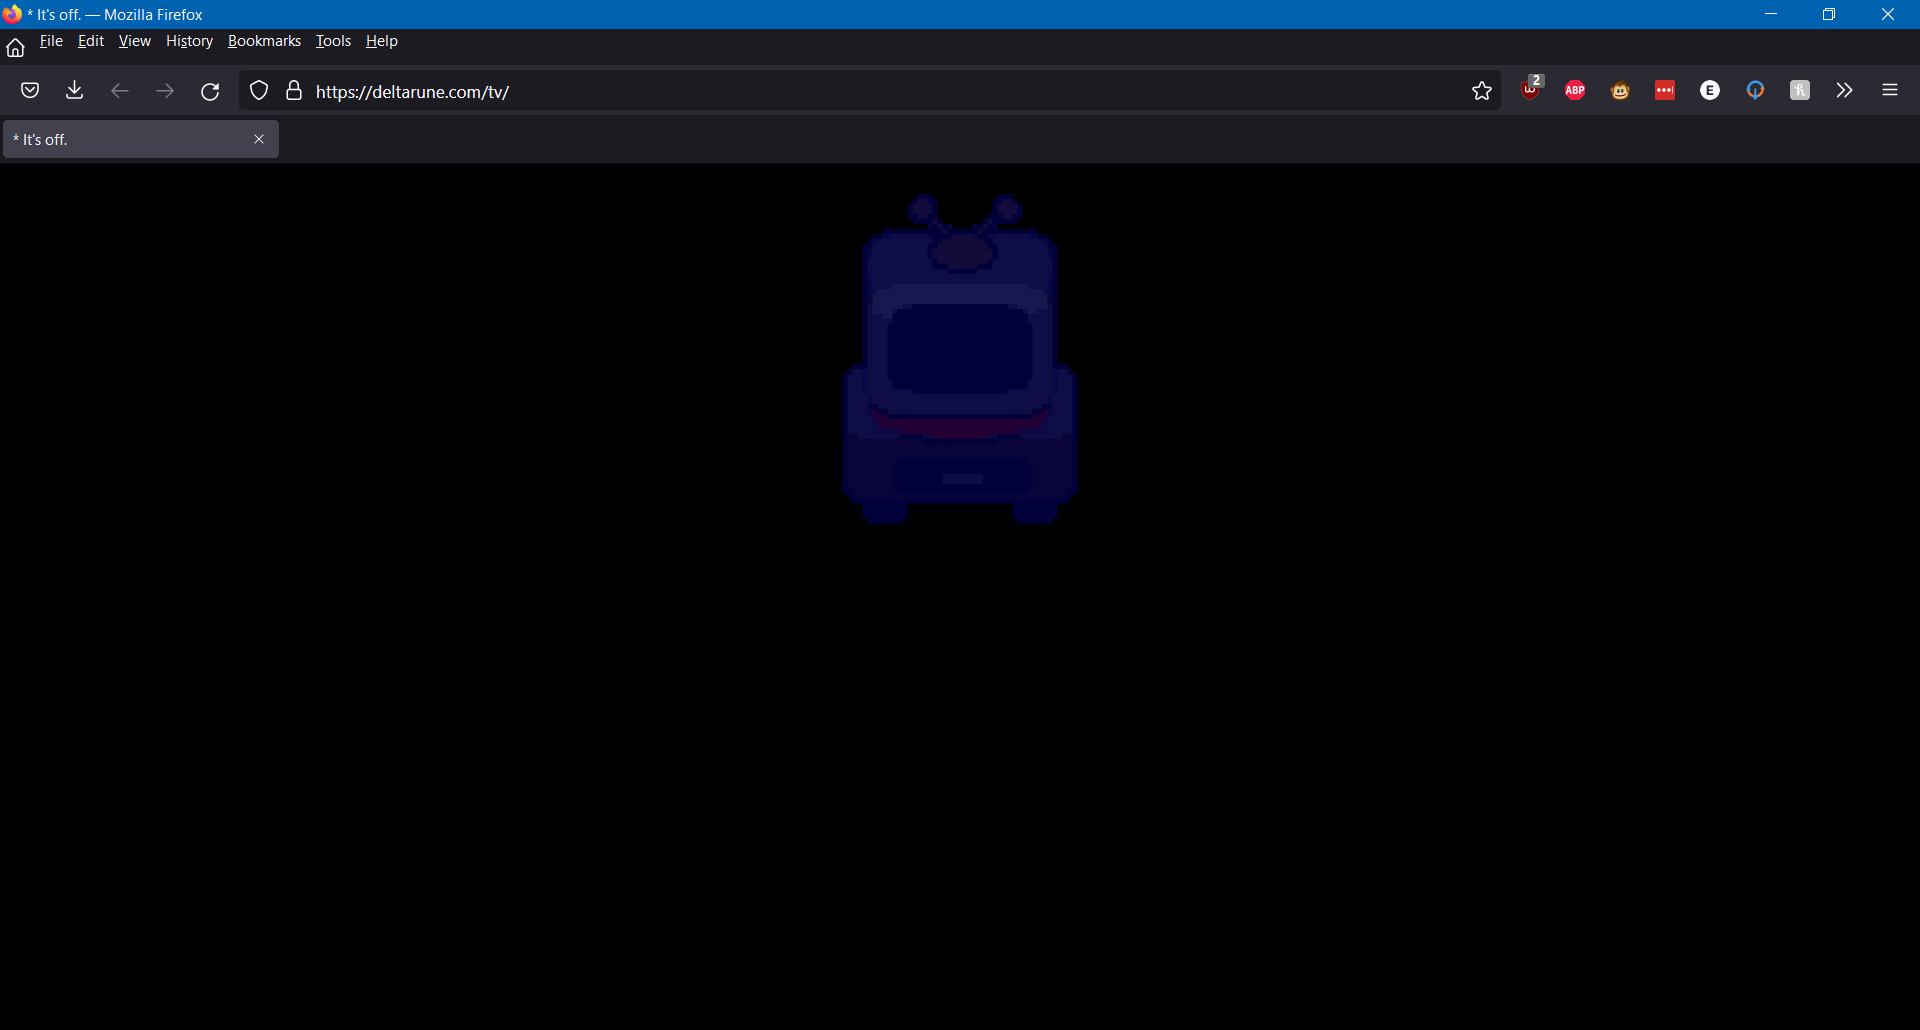 * It's off. — Mozilla Firefox
File Edit View History Bookmarks Tools Help
https://deltarune.com/tv/
2
ABP
E
* It's off.